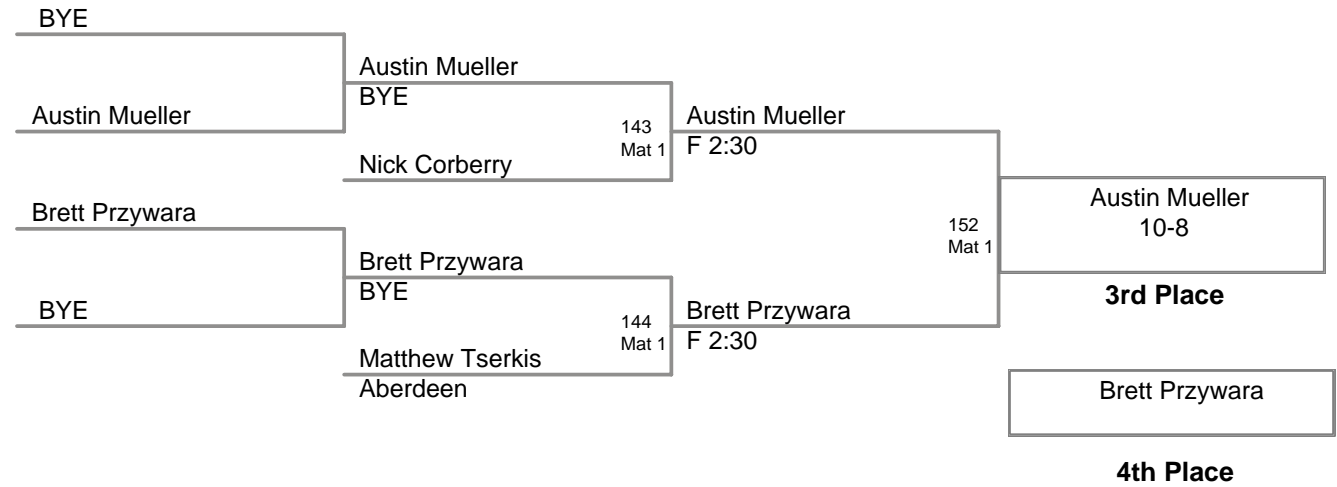 BYE
Austin Mueller
BYE
Austin Mueller
143
Mat 1
Austin Mueller
F 2:30
Nick Corberry
Brett Przywara
Austin Mueller
10-8
152
Mat 1
Brett Przywara
BYE
3rd Place
BYE
144
Mat 1
Brett Przywara
F 2:30
Matthew Tserkis
Aberdeen
Brett Przywara
4th Place